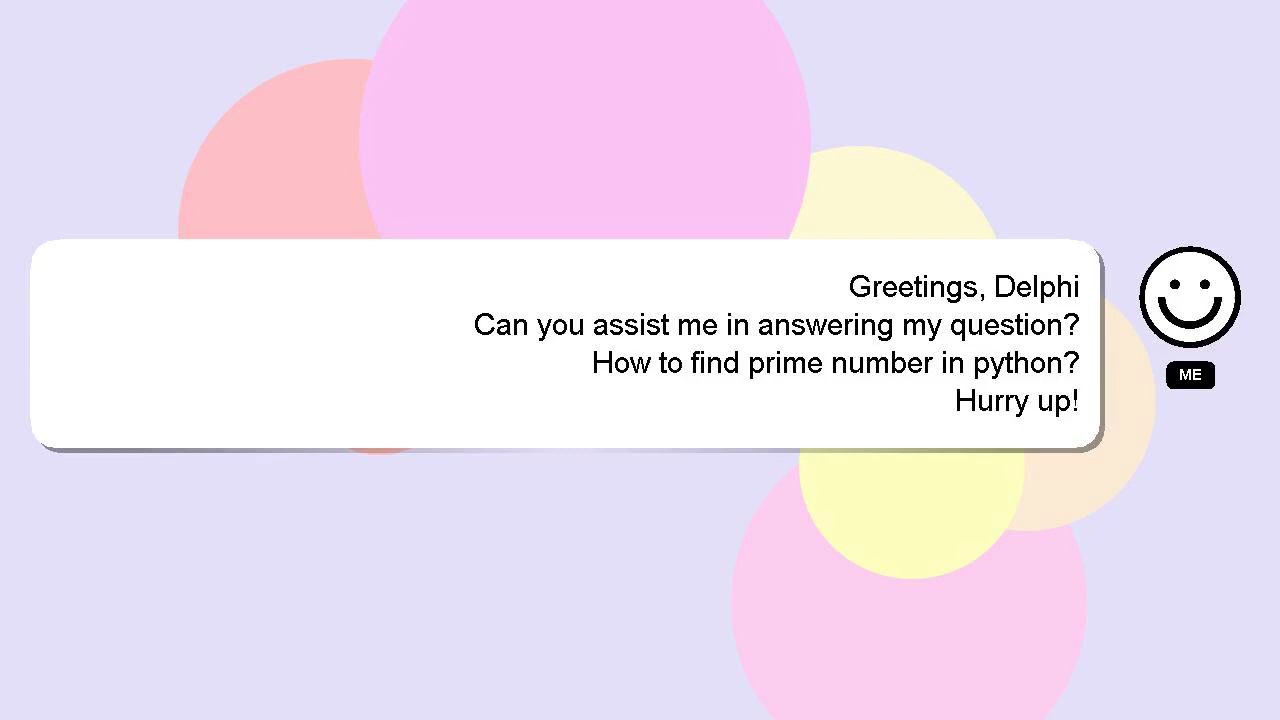 Greetings, Delphi
Can you assist me in answering my question?
How to find prime number in python?
Hurry up!
ME